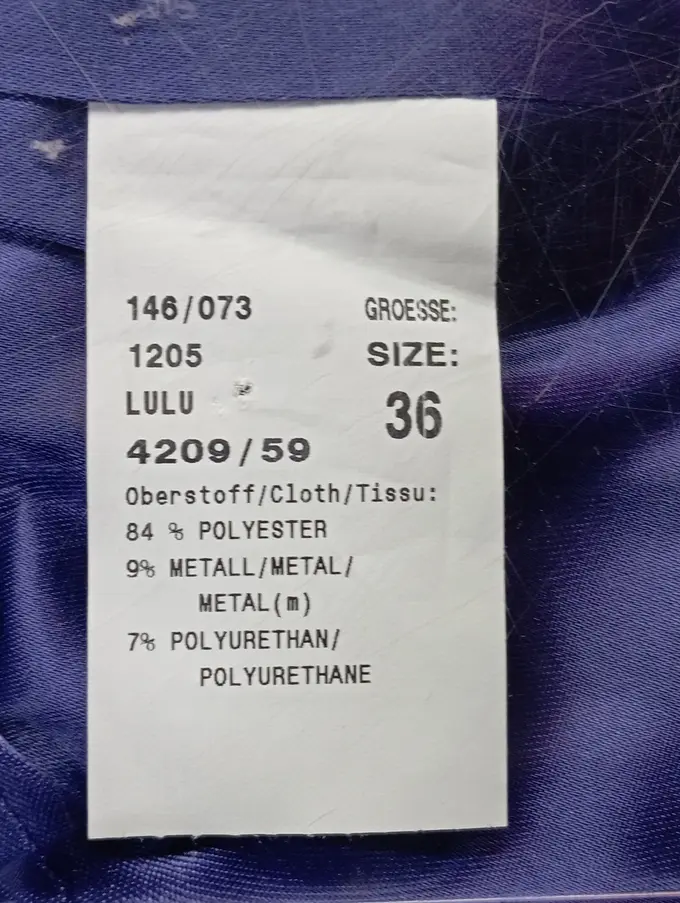 146/073 GROESSE:
1205 SIZE:
LULU 36
4209/59
Oberstoff/Cloth/Tissu:
84 % POLYESTER
9% METALL/METAL/
METAL(m)
7% POLYURETHAN/
POLYURETHANE